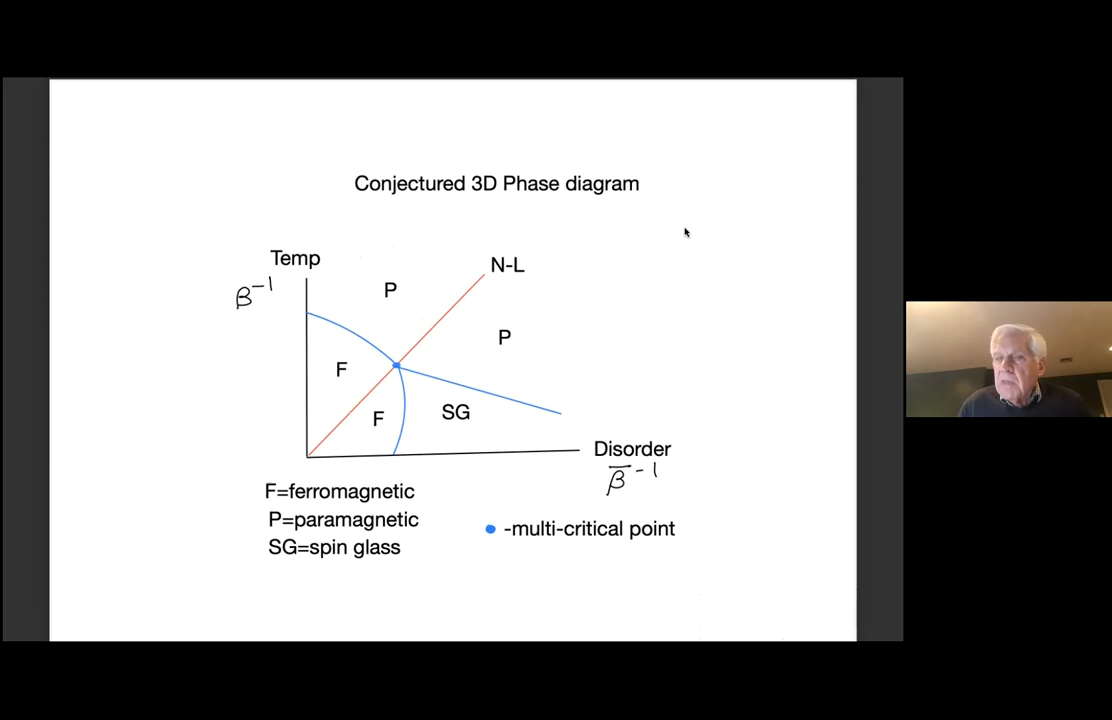 Conjectured 3D Phase diagram
Temp
β⁻¹
N-L
P
P
F
F
SG
Disorder
β̅⁻¹
F=ferromagnetic
P=paramagnetic
SG=spin glass
-multi-critical point